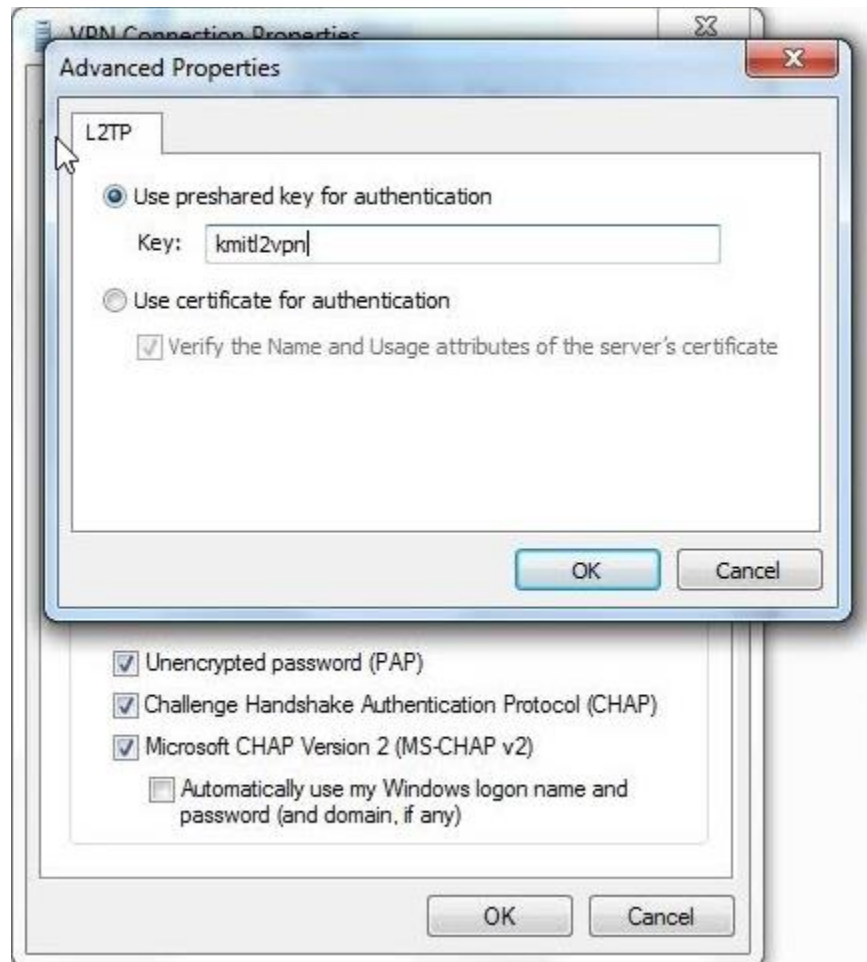 VPN Connection Properties
Advanced Properties
L2TP
Use preshared key for authentication
Key: kmitl2vpn
Use certificate for authentication
Verify the Name and Usage attributes of the server's certificate
OK Cancel
Unencrypted password (PAP)
Challenge Handshake Authentication Protocol (CHAP)
Microsoft CHAP Version 2 (MS-CHAP v2)
Automatically use my Windows logon name and
password (and domain, if any)
OK Cancel